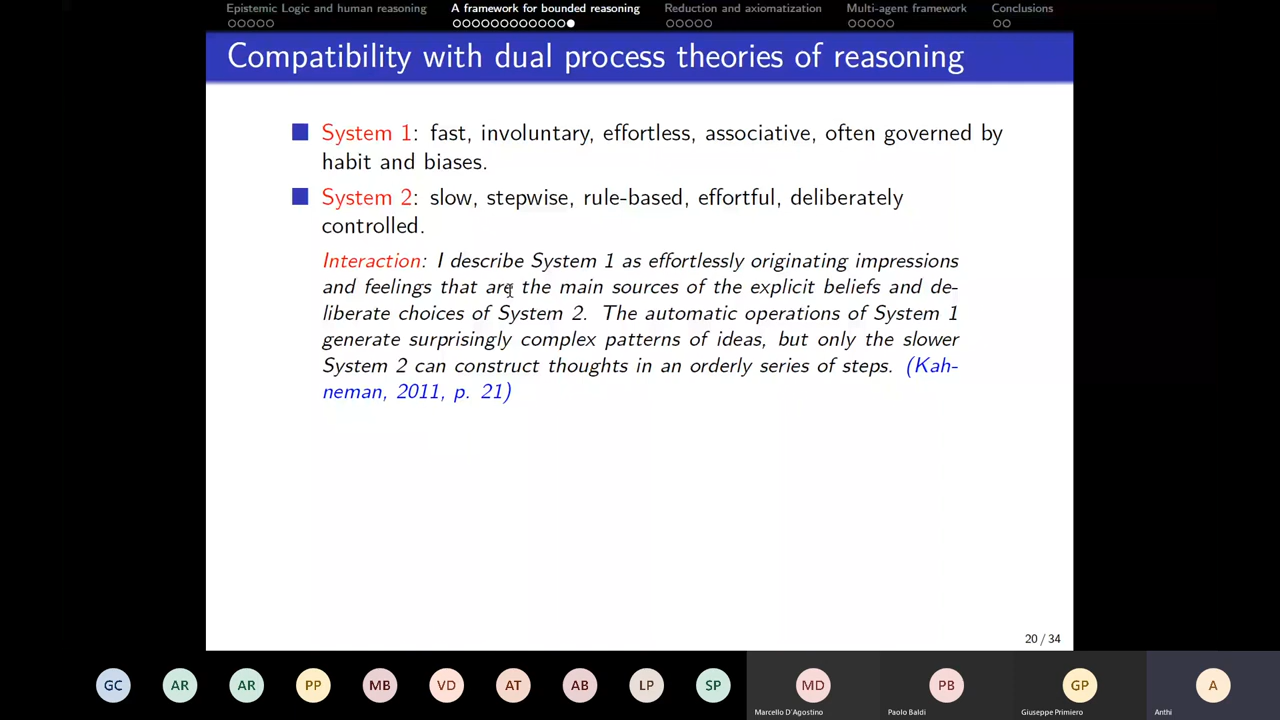 Epistemic Logic and human reasoning A framework for bounded reasoning Reduction and axiomatization Multi-agent framework Conclusions
Compatibility with dual process theories of reasoning
System 1: fast, involuntary, effortless, associative, often governed by
habit and biases.
System 2: slow, stepwise, rule-based, effortful, deliberately
controlled.
Interaction: I describe System 1 as effortlessly originating impressions
and feelings that are the main sources of the explicit beliefs and de-
liberate choices of System 2. The automatic operations of System 1
generate surprisingly complex patterns of ideas, but only the slower
System 2 can construct thoughts in an orderly series of steps. (Kah-
neman, 2011, p. 21)
20 / 34
GC AR AR PP MB VD AT AB LP SP MD PB GP A
Marcello D'Agostino Paolo Baldi Giuseppe Primiero Anthi